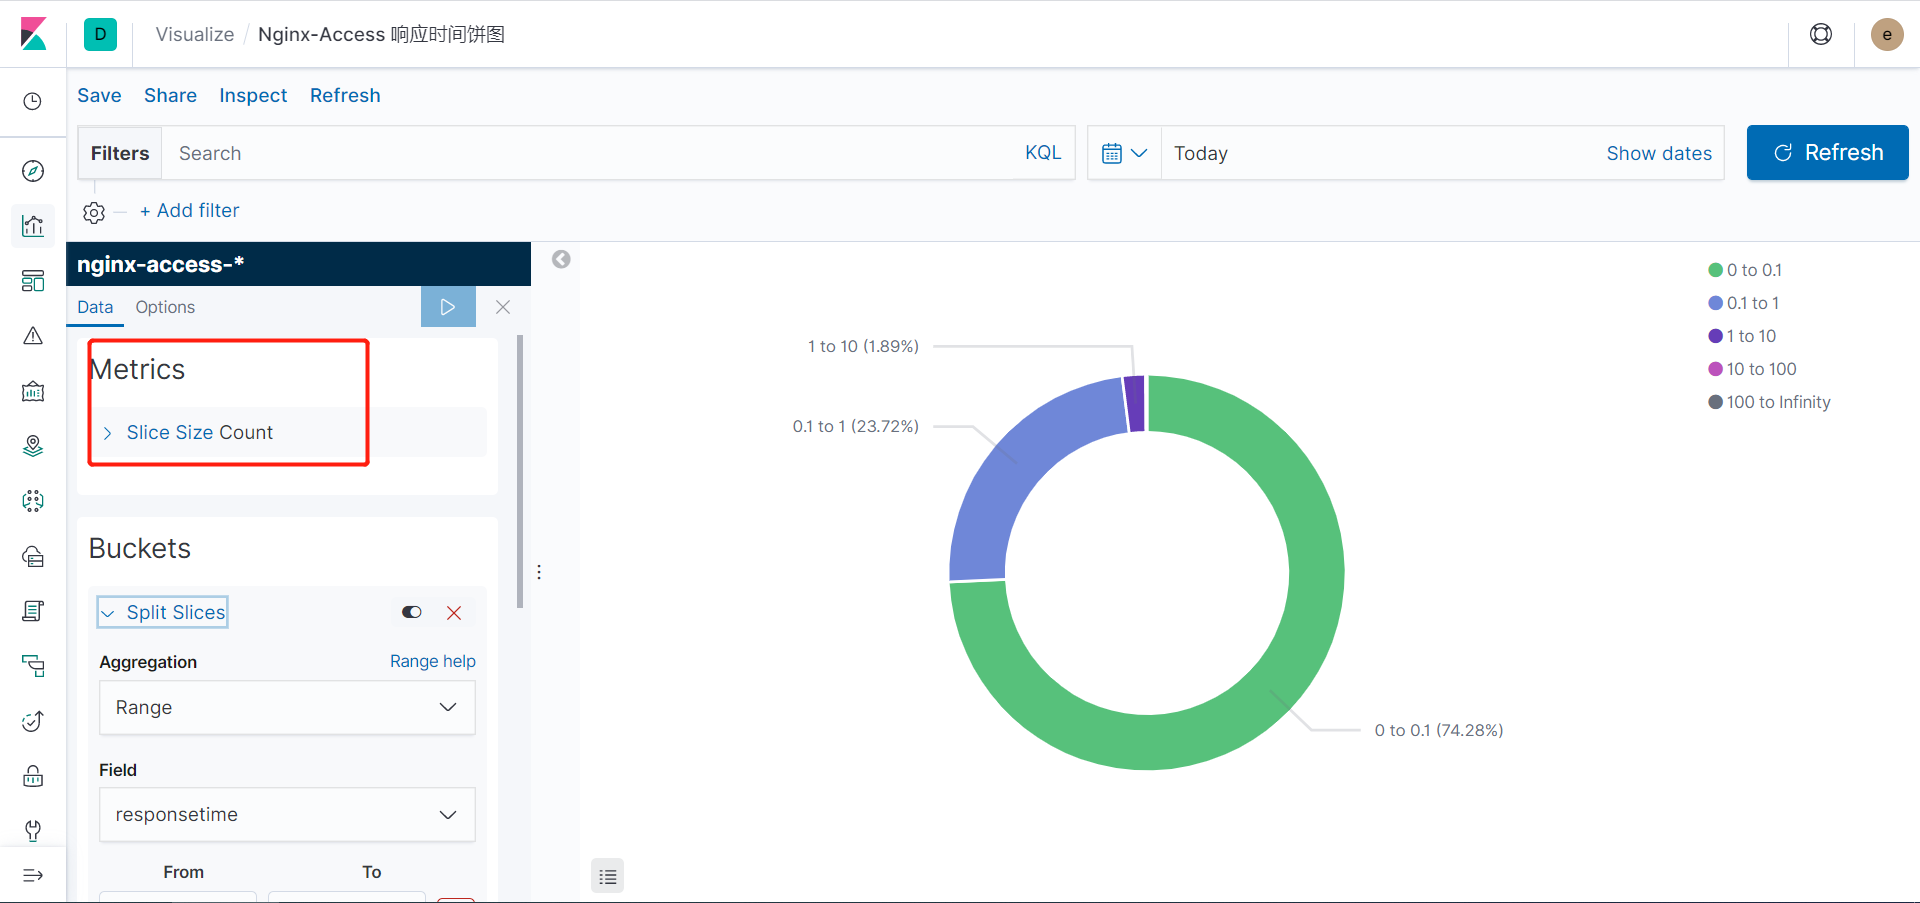 D
Visualize / Nginx-Access 响应时间饼图
e
Save Share Inspect Refresh
Filters Search KQL Today Show dates Refresh
+ Add filter
nginx-access-*
Data Options
Metrics
Slice Size Count
Buckets
Split Slices
Aggregation Range help
Range
Field
responsetime
From To
1 to 10 (1.89%)
0.1 to 1 (23.72%)
0 to 0.1 (74.28%)
0 to 0.1
0.1 to 1
1 to 10
10 to 100
100 to Infinity